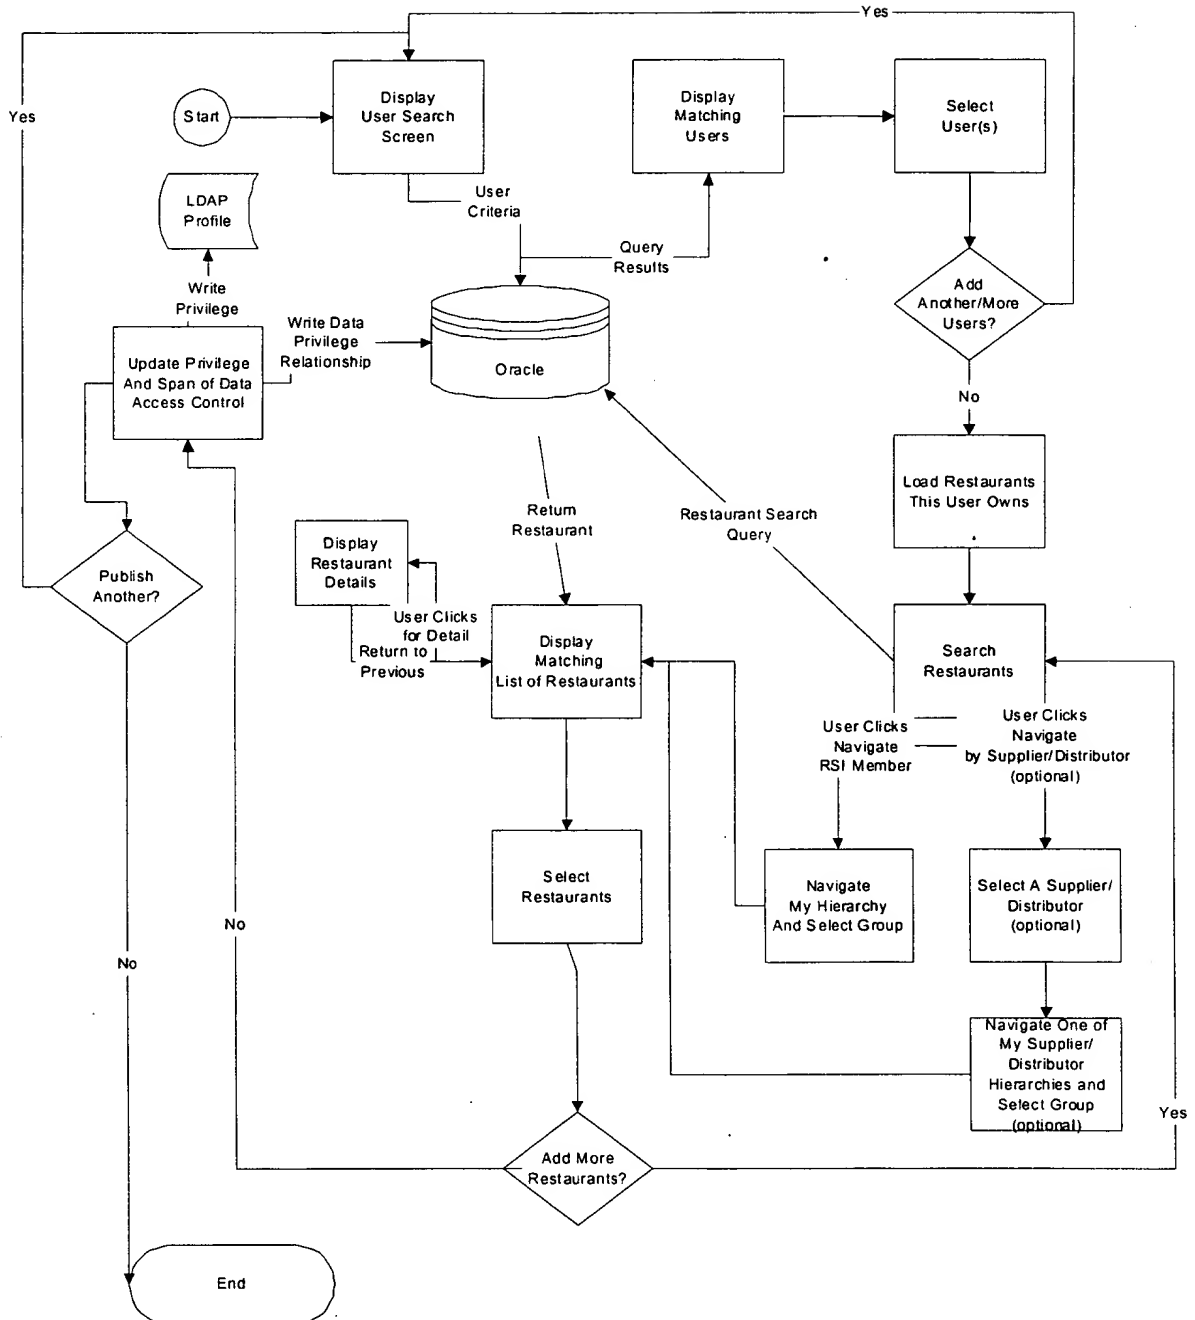 Yes
Yes
Start
Display
User Search
Screen
Display
Matching
Users
Select
User(s)
LDAP
Profile
User
Criteria
Query
Results
Write
Privilege
Write Data
Privilege
Relationship
Add
Another/More
Users?
Update Privilege
And Span of Data
Access Control
Oracle
No
Load Restaurants
This User Owns
Return
Restaurant
Restaurant Search
Query
Display
Restaurant
Details
Publish
Another?
User Clicks
for Detail
Return to
Previous
Display
Matching
List of Restaurants
Search
Restaurants
User Clicks
Navigate
RSI Member
User Clicks
Navigate
by Supplier/Distributor
(optional)
Select
Restaurants
Navigate
My Hierarchy
And Select Group
Select A Supplier/
Distributor
(optional)
No
No
Navigate One of
My Supplier/
Distributor
Hierarchies and
Select Group
(optional)
Yes
Add More
Restaurants?
End